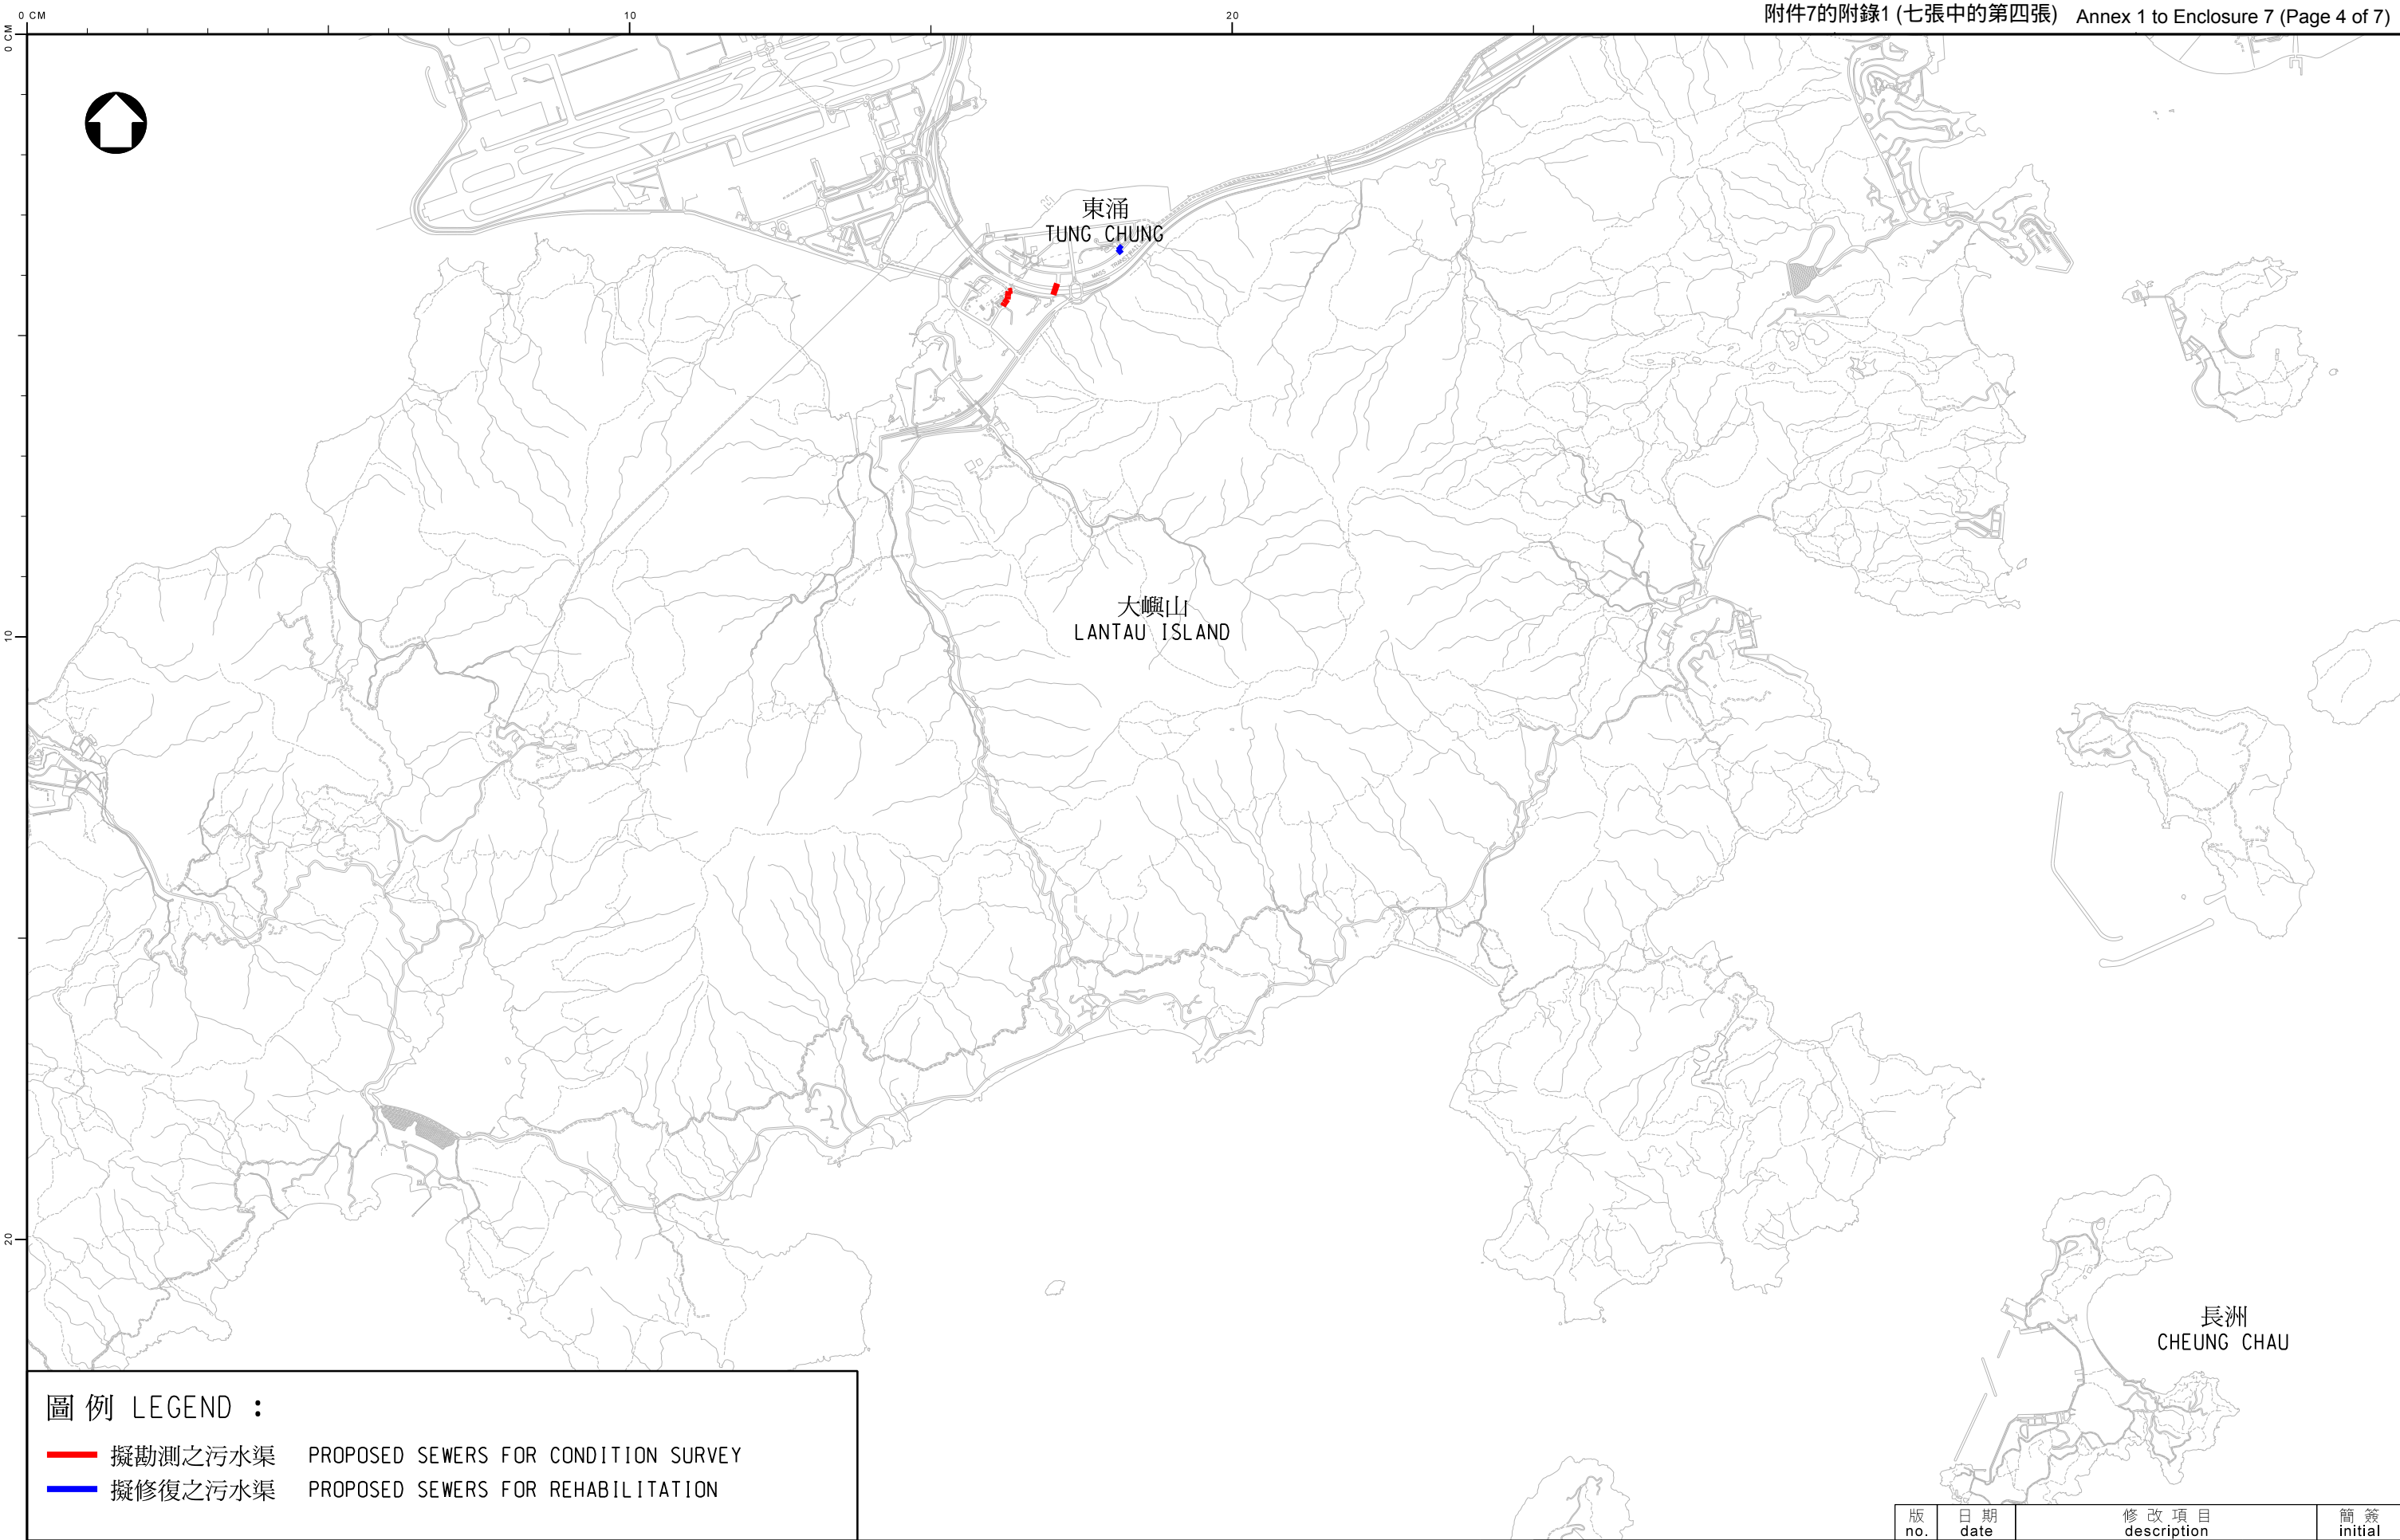 0 CM
10
20
附件7的附錄1 (七張中的第四張) Annex 1 to Enclosure 7 (Page 4 of 7)
0 CM
東涌
TUNG CHUNG
MASS TRANSIT RAILWAY
大嶼山
LANTAU ISLAND
10
20
長洲
CHEUNG CHAU
圖例 LEGEND :
擬勘測之污水渠 PROPOSED SEWERS FOR CONDITION SURVEY
擬修復之污水渠 PROPOSED SEWERS FOR REHABILITATION
版 日期 修改項目 簡簽
no. date description initial